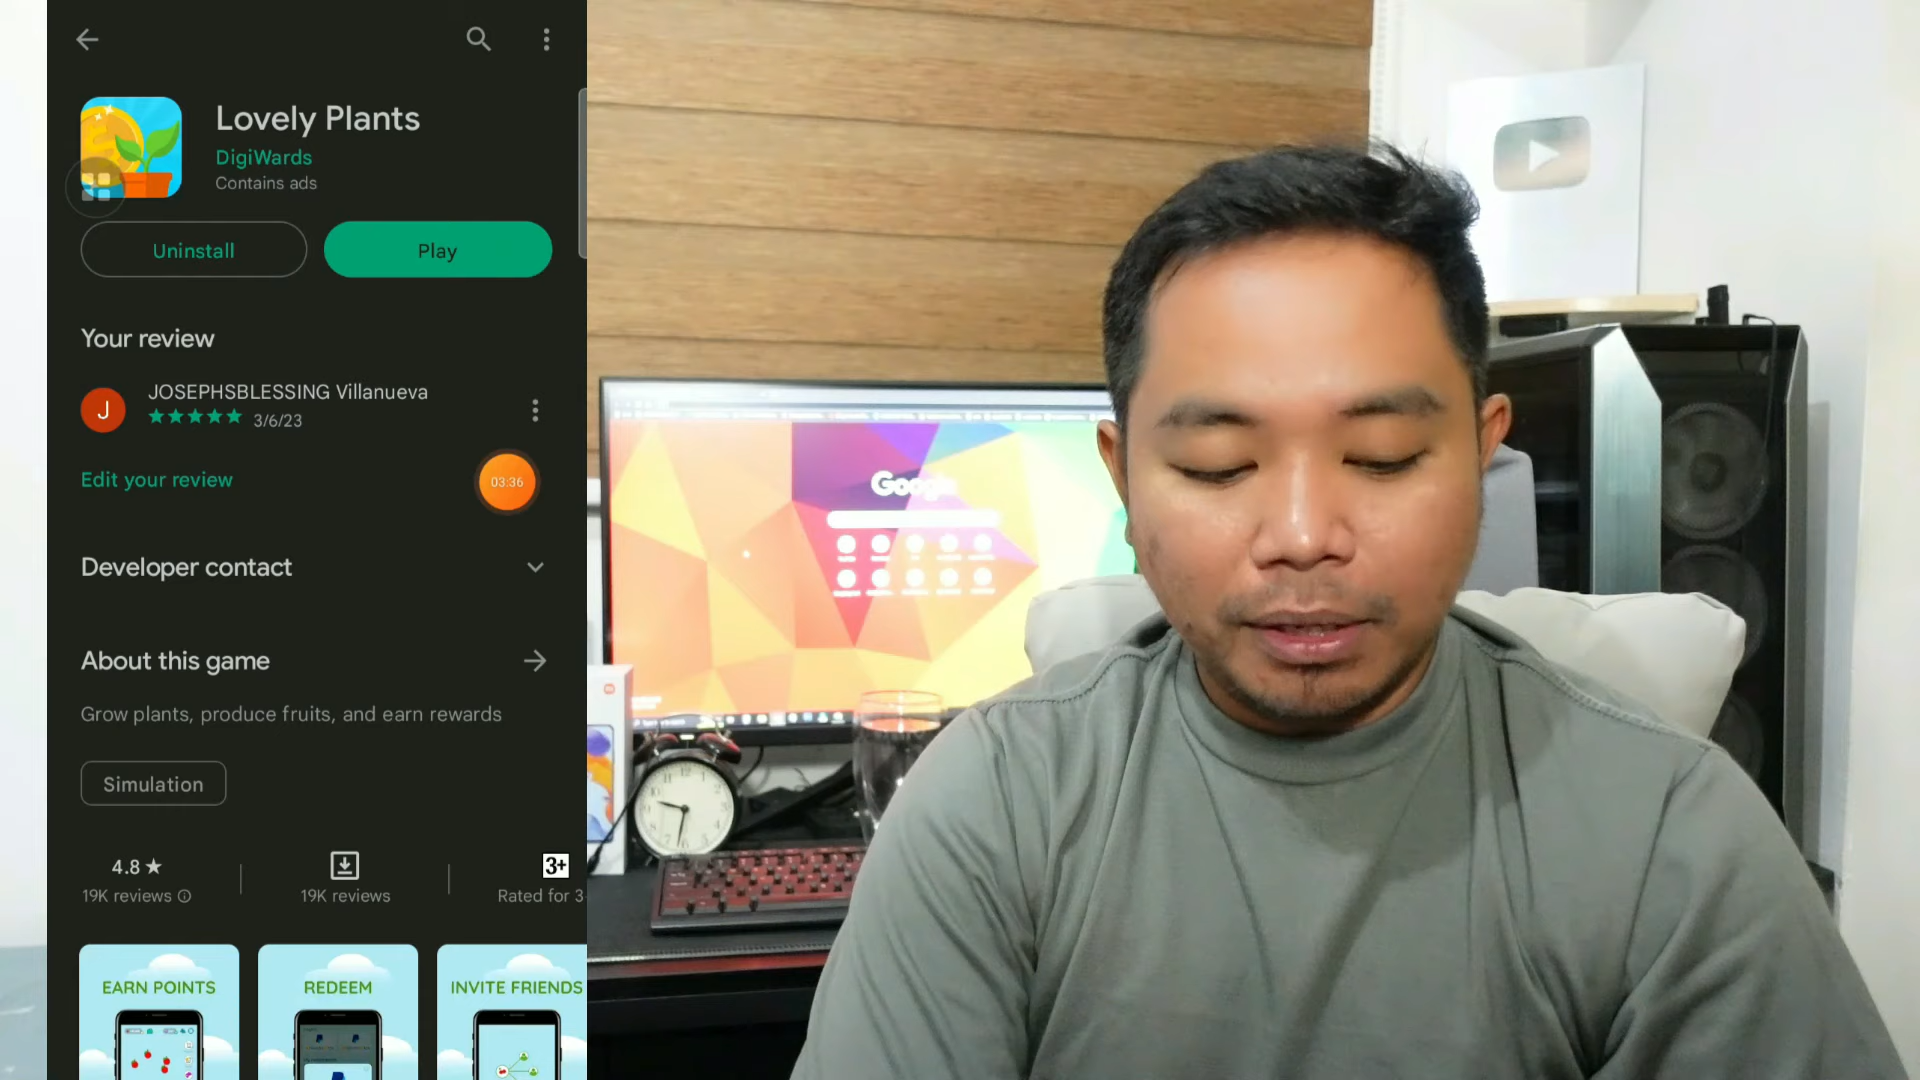 Lovely Plants
DigiWards
Contains ads
Uninstall
Play
Your review
J
JOSEPHSBLESSING Villanueva
3/6/23
Edit your review
03:36
Developer contact
About this game
Grow plants, produce fruits, and earn rewards
Simulation
4.8★
19K reviews
19K reviews
3+
Rated for 3
EARN POINTS
REDEEM
INVITE FRIENDS
Google